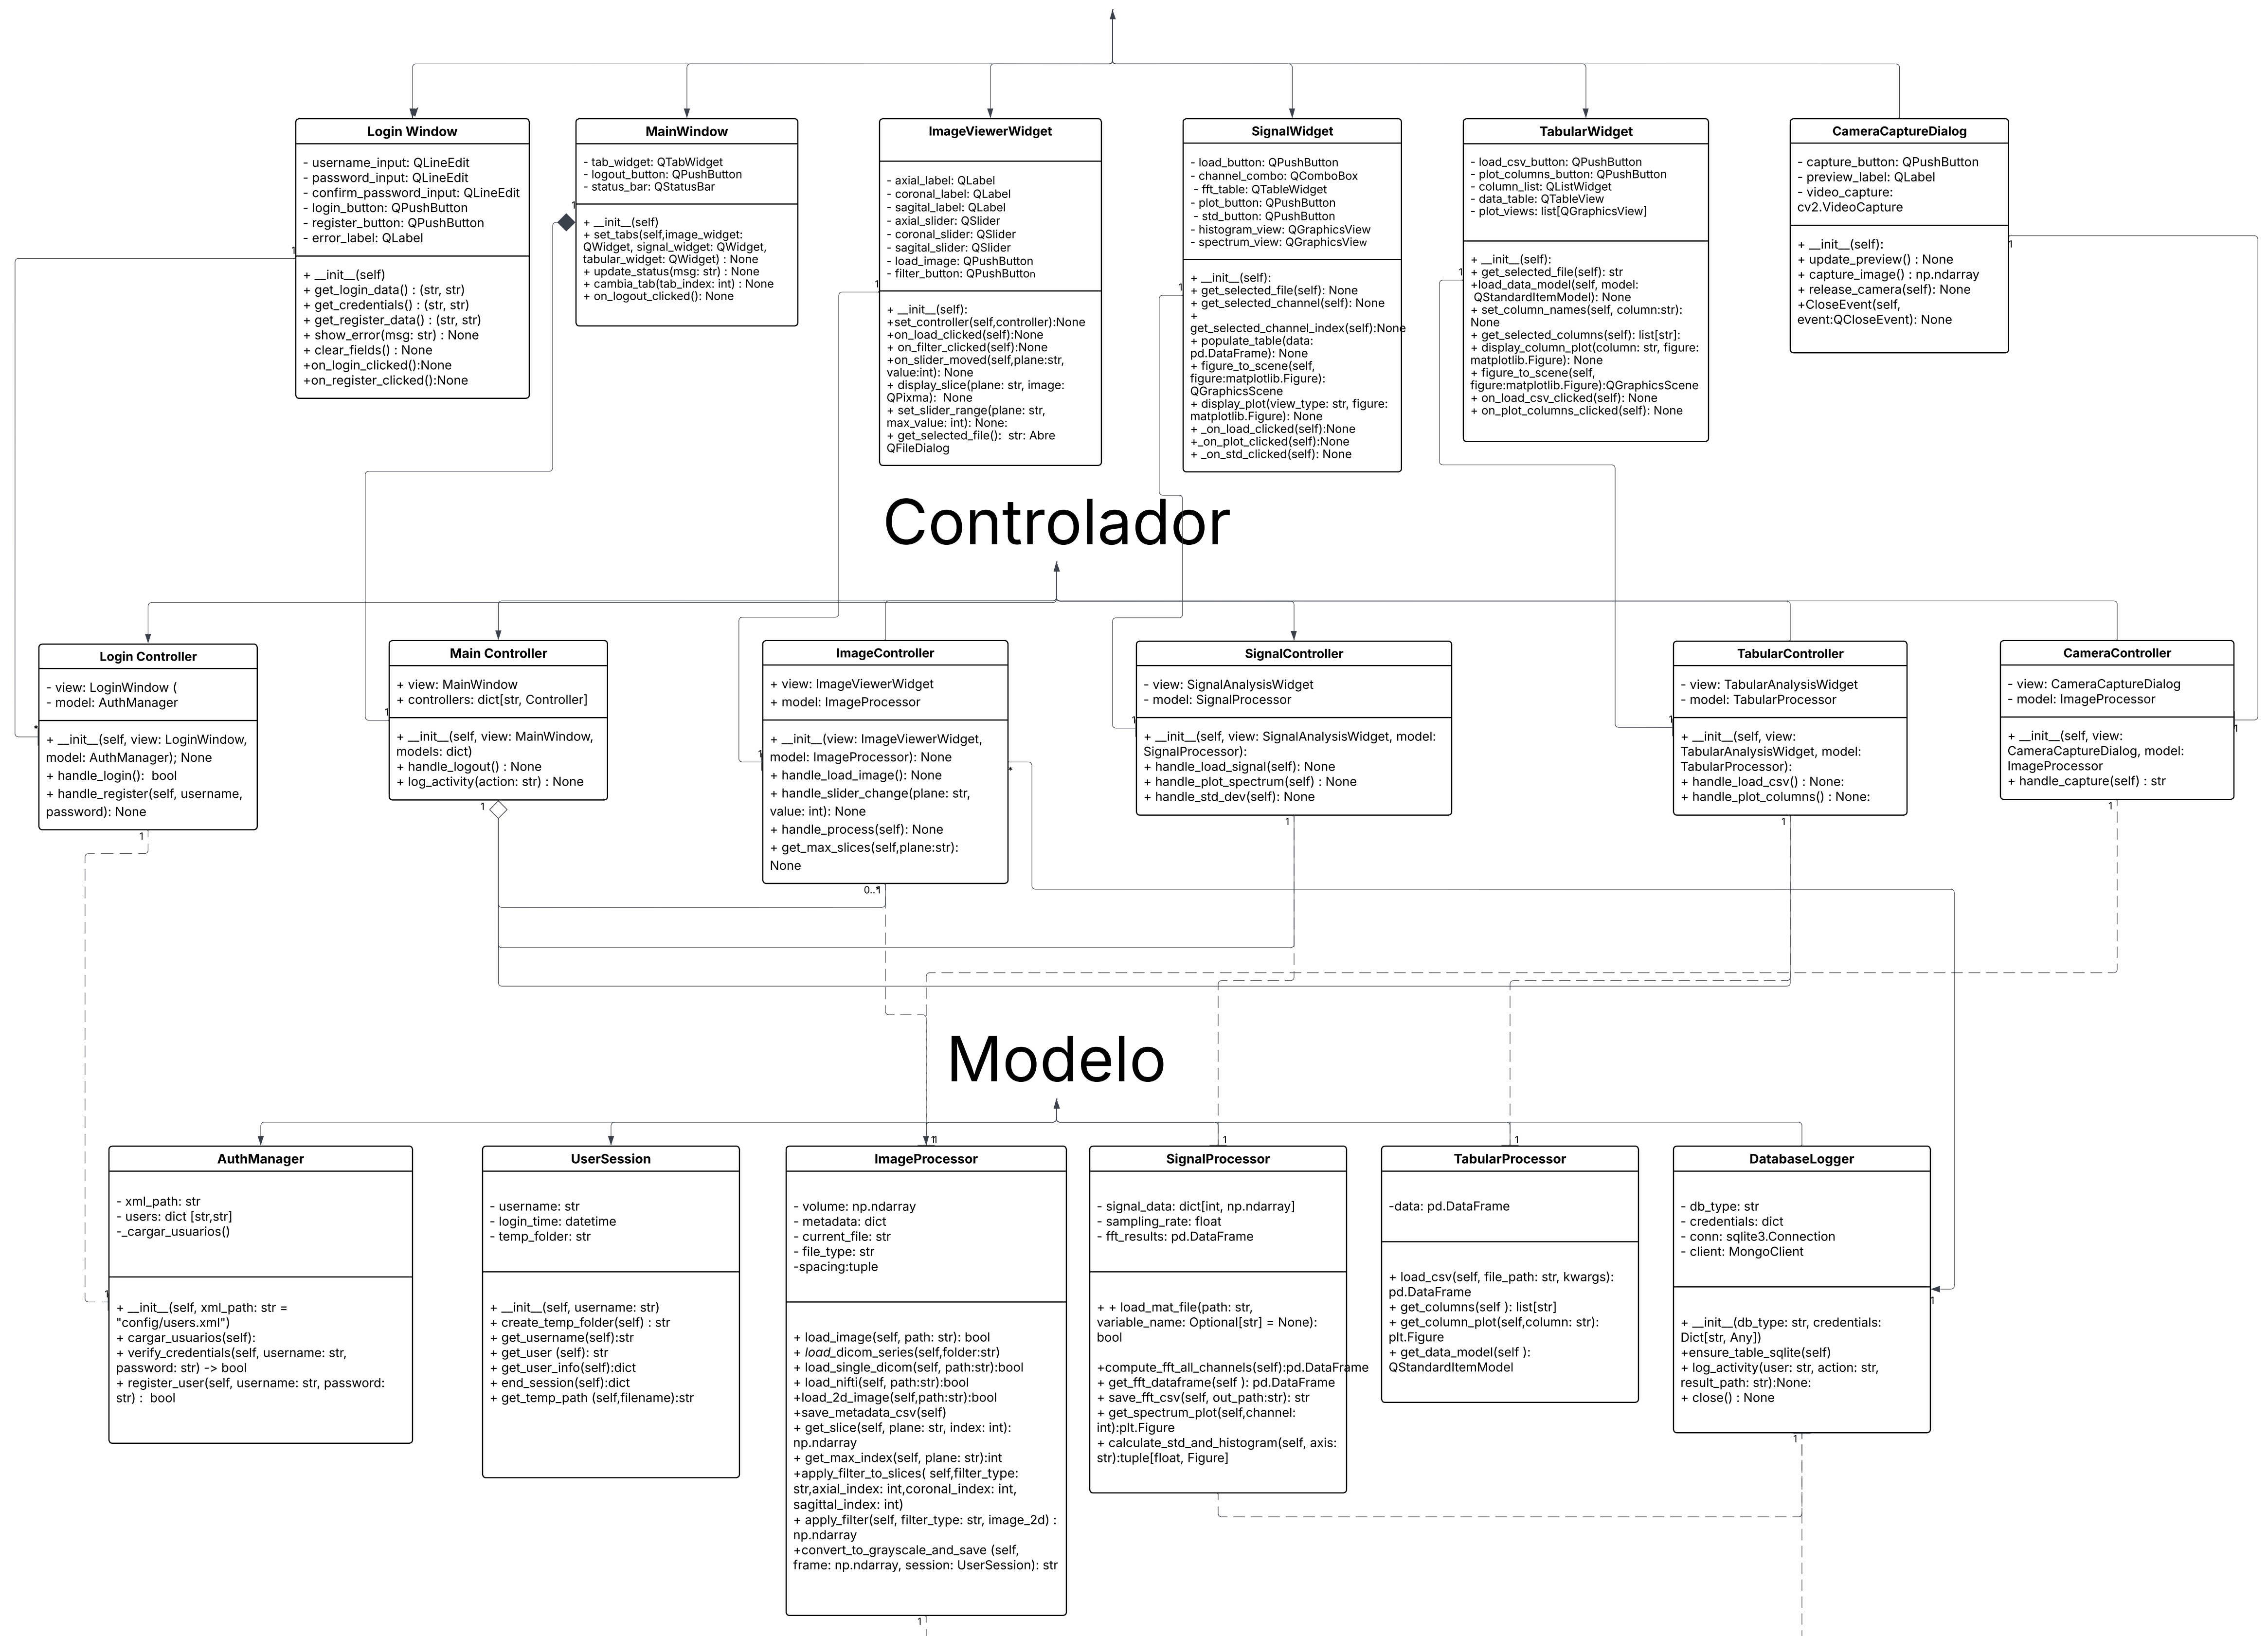 Login Window
- username_input: QLineEdit
- password_input: QLineEdit
- confirm_password_input: QLineEdit
- login_button: QPushButton
- register_button: QPushButton
- error_label: QLabel
1
+ __init__(self)
+ get_login_data() : (str, str)
+ get_credentials() : (str, str)
+ get_register_data() : (str, str)
+ show_error(msg: str) : None
+ clear_fields() : None
+on_login_clicked():None
+on_register_clicked():None
MainWindow
- tab_widget: QTabWidget
- logout_button: QPushButton
- status_bar: QStatusBar
1
+ __init__(self)
+ set_tabs(self,image_widget:
QWidget, signal_widget: QWidget,
tabular_widget: QWidget) : None
+ update_status(msg: str) : None
+ cambia_tab(tab_index: int) : None
+ on_logout_clicked(): None
ImageViewerWidget
- axial_label: QLabel
- coronal_label: QLabel
- sagital_label: QLabel
- axial_slider: QSlider
- coronal_slider: QSlider
- sagital_slider: QSlider
- load_image: QPushButton
- filter_button: QPushButton
1
+ __init__(self):
+set_controller(self,controller):None
+on_load_clicked(self):None
+ on_filter_clicked(self):None
+on_slider_moved(self,plane:str,
value:int): None
+ display_slice(plane: str, image:
QPixma):  None
+ set_slider_range(plane: str,
max_value: int): None:
+ get_selected_file():  str: Abre
QFileDialog
SignalWidget
- load_button: QPushButton
- channel_combo: QComboBox
- fft_table: QTableWidget
- plot_button: QPushButton
- std_button: QPushButton
- histogram_view: QGraphicsView
- spectrum_view: QGraphicsView
1
+ __init__(self):
+ get_selected_file(self): None
+ get_selected_channel(self): None
+
get_selected_channel_index(self):None
+ populate_table(data:
pd.DataFrame): None
+ figure_to_scene(self,
figure:matplotlib.Figure):
QGraphicsScene
+ display_plot(view_type: str, figure:
matplotlib.Figure): None
+ _on_load_clicked(self):None
+_on_plot_clicked(self):None
+ _on_std_clicked(self): None
TabularWidget
- load_csv_button: QPushButton
- plot_columns_button: QPushButton
- column_list: QListWidget
- data_table: QTableView
- plot_views: list[QGraphicsView]
1
+ __init__(self):
+ get_selected_file(self): str
+load_data_model(self, model:
QStandardItemModel): None
+ set_column_names(self, column:str):
None
+ get_selected_columns(self): list[str]:
+ display_column_plot(column: str, figure:
matplotlib.Figure): None
+ figure_to_scene(self,
figure:matplotlib.Figure):QGraphicsScene
+ on_load_csv_clicked(self): None
+ on_plot_columns_clicked(self): None
CameraCaptureDialog
- capture_button: QPushButton
- preview_label: QLabel
- video_capture:
cv2.VideoCapture
1
+ __init__(self):
+ update_preview() : None
+ capture_image() : np.ndarray
+ release_camera(self): None
+CloseEvent(self,
event:QCloseEvent): None
Controlador
Login Controller
- view: LoginWindow (
- model: AuthManager
*
+ __init__(self, view: LoginWindow,
model: AuthManager); None
+ handle_login():  bool
+ handle_register(self, username,
password): None
1
Main Controller
+ view: MainWindow
+ controllers: dict[str, Controller]
1
+ __init__(self, view: MainWindow,
models: dict)
+ handle_logout() : None
+ log_activity(action: str) : None
1
ImageController
+ view: ImageViewerWidget
+ model: ImageProcessor
1
+ __init__(view: ImageViewerWidget,
model: ImageProcessor): None
+ handle_load_image(): None
+ handle_slider_change(plane: str,
value: int): None
+ handle_process(self): None
+ get_max_slices(self,plane:str):
None
*
0..*1
SignalController
- view: SignalAnalysisWidget
- model: SignalProcessor
1
+ __init__(self, view: SignalAnalysisWidget, model:
SignalProcessor):
+ handle_load_signal(self): None
+ handle_plot_spectrum(self) : None
+ handle_std_dev(self): None
1
TabularController
- view: TabularAnalysisWidget
- model: TabularProcessor
1
+ __init__(self, view:
TabularAnalysisWidget, model:
TabularProcessor):
+ handle_load_csv() : None:
+ handle_plot_columns() : None:
1
CameraController
- view: CameraCaptureDialog
- model: ImageProcessor
1
+ __init__(self, view:
CameraCaptureDialog, model:
ImageProcessor
+ handle_capture(self) : str
1
Modelo
AuthManager
- xml_path: str
- users: dict [str,str]
-_cargar_usuarios()
1
+ __init__(self, xml_path: str =
"config/users.xml")
+ cargar_usuarios(self):
+ verify_credentials(self, username: str,
password: str) -> bool
+ register_user(self, username: str, password:
str) :  bool
UserSession
- username: str
- login_time: datetime
- temp_folder: str
+ __init__(self, username: str)
+ create_temp_folder(self) : str
+ get_username(self):str
+ get_user (self): str
+ get_user_info(self):dict
+ end_session(self):dict
+ get_temp_path (self,filename):str
11
ImageProcessor
- volume: np.ndarray
- metadata: dict
- current_file: str
- file_type: str
-spacing:tuple
+ load_image(self, path: str): bool
+ load_dicom_series(self,folder:str)
+ load_single_dicom(self, path:str):bool
+ load_nifti(self, path:str):bool
+load_2d_image(self,path:str):bool
+save_metadata_csv(self)
+ get_slice(self, plane: str, index: int):
np.ndarray
+ get_max_index(self, plane: str):int
+apply_filter_to_slices( self,filter_type:
str,axial_index: int,coronal_index: int,
sagittal_index: int)
+ apply_filter(self, filter_type: str, image_2d) :
np.ndarray
+convert_to_grayscale_and_save (self,
frame: np.ndarray, session: UserSession): str
1
1
SignalProcessor
- signal_data: dict[int, np.ndarray]
- sampling_rate: float
- fft_results: pd.DataFrame
+ + load_mat_file(path: str,
variable_name: Optional[str] = None):
bool
+compute_fft_all_channels(self):pd.DataFrame
+ get_fft_dataframe(self ): pd.DataFrame
+ save_fft_csv(self, out_path:str): str
+ get_spectrum_plot(self,channel:
int):plt.Figure
+ calculate_std_and_histogram(self, axis:
str):tuple[float, Figure]
1
TabularProcessor
-data: pd.DataFrame
+ load_csv(self, file_path: str, kwargs):
pd.DataFrame
+ get_columns(self ): list[str]
+ get_column_plot(self,column: str):
plt.Figure
+ get_data_model(self ):
QStandardItemModel
DatabaseLogger
- db_type: str
- credentials: dict
- conn: sqlite3.Connection
- client: MongoClient
1
+ __init__(db_type: str, credentials:
Dict[str, Any])
+ensure_table_sqlite(self)
+ log_activity(user: str, action: str,
result_path: str):None:
+ close() : None
1